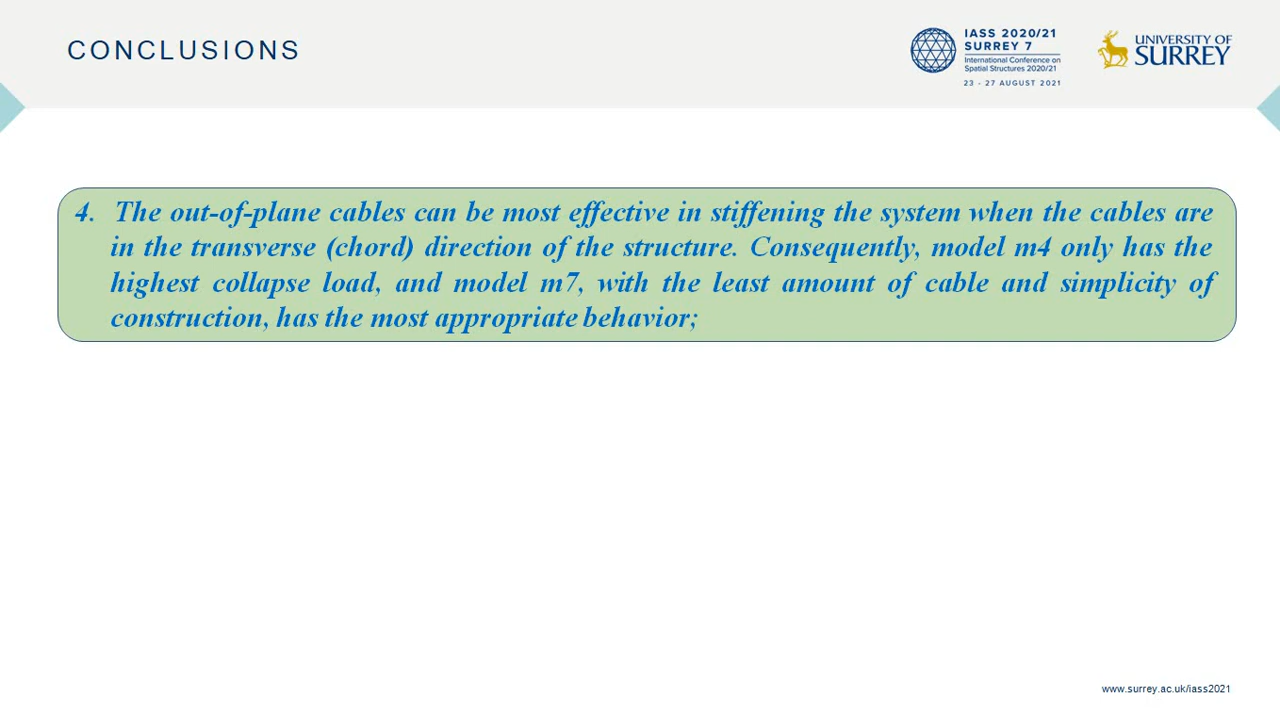 CONCLUSIONS
IASS 2020/21
SURREY 7
International Conference on
Spatial Structures 2020/21
23 - 27 AUGUST 2021
UNIVERSITY OF
SURREY
4. The out-of-plane cables can be most effective in stiffening the system when the cables are
in the transverse (chord) direction of the structure. Consequently, model m4 only has the
highest collapse load, and model m7, with the least amount of cable and simplicity of
construction, has the most appropriate behavior;
www.surrey.ac.uk/iass2021